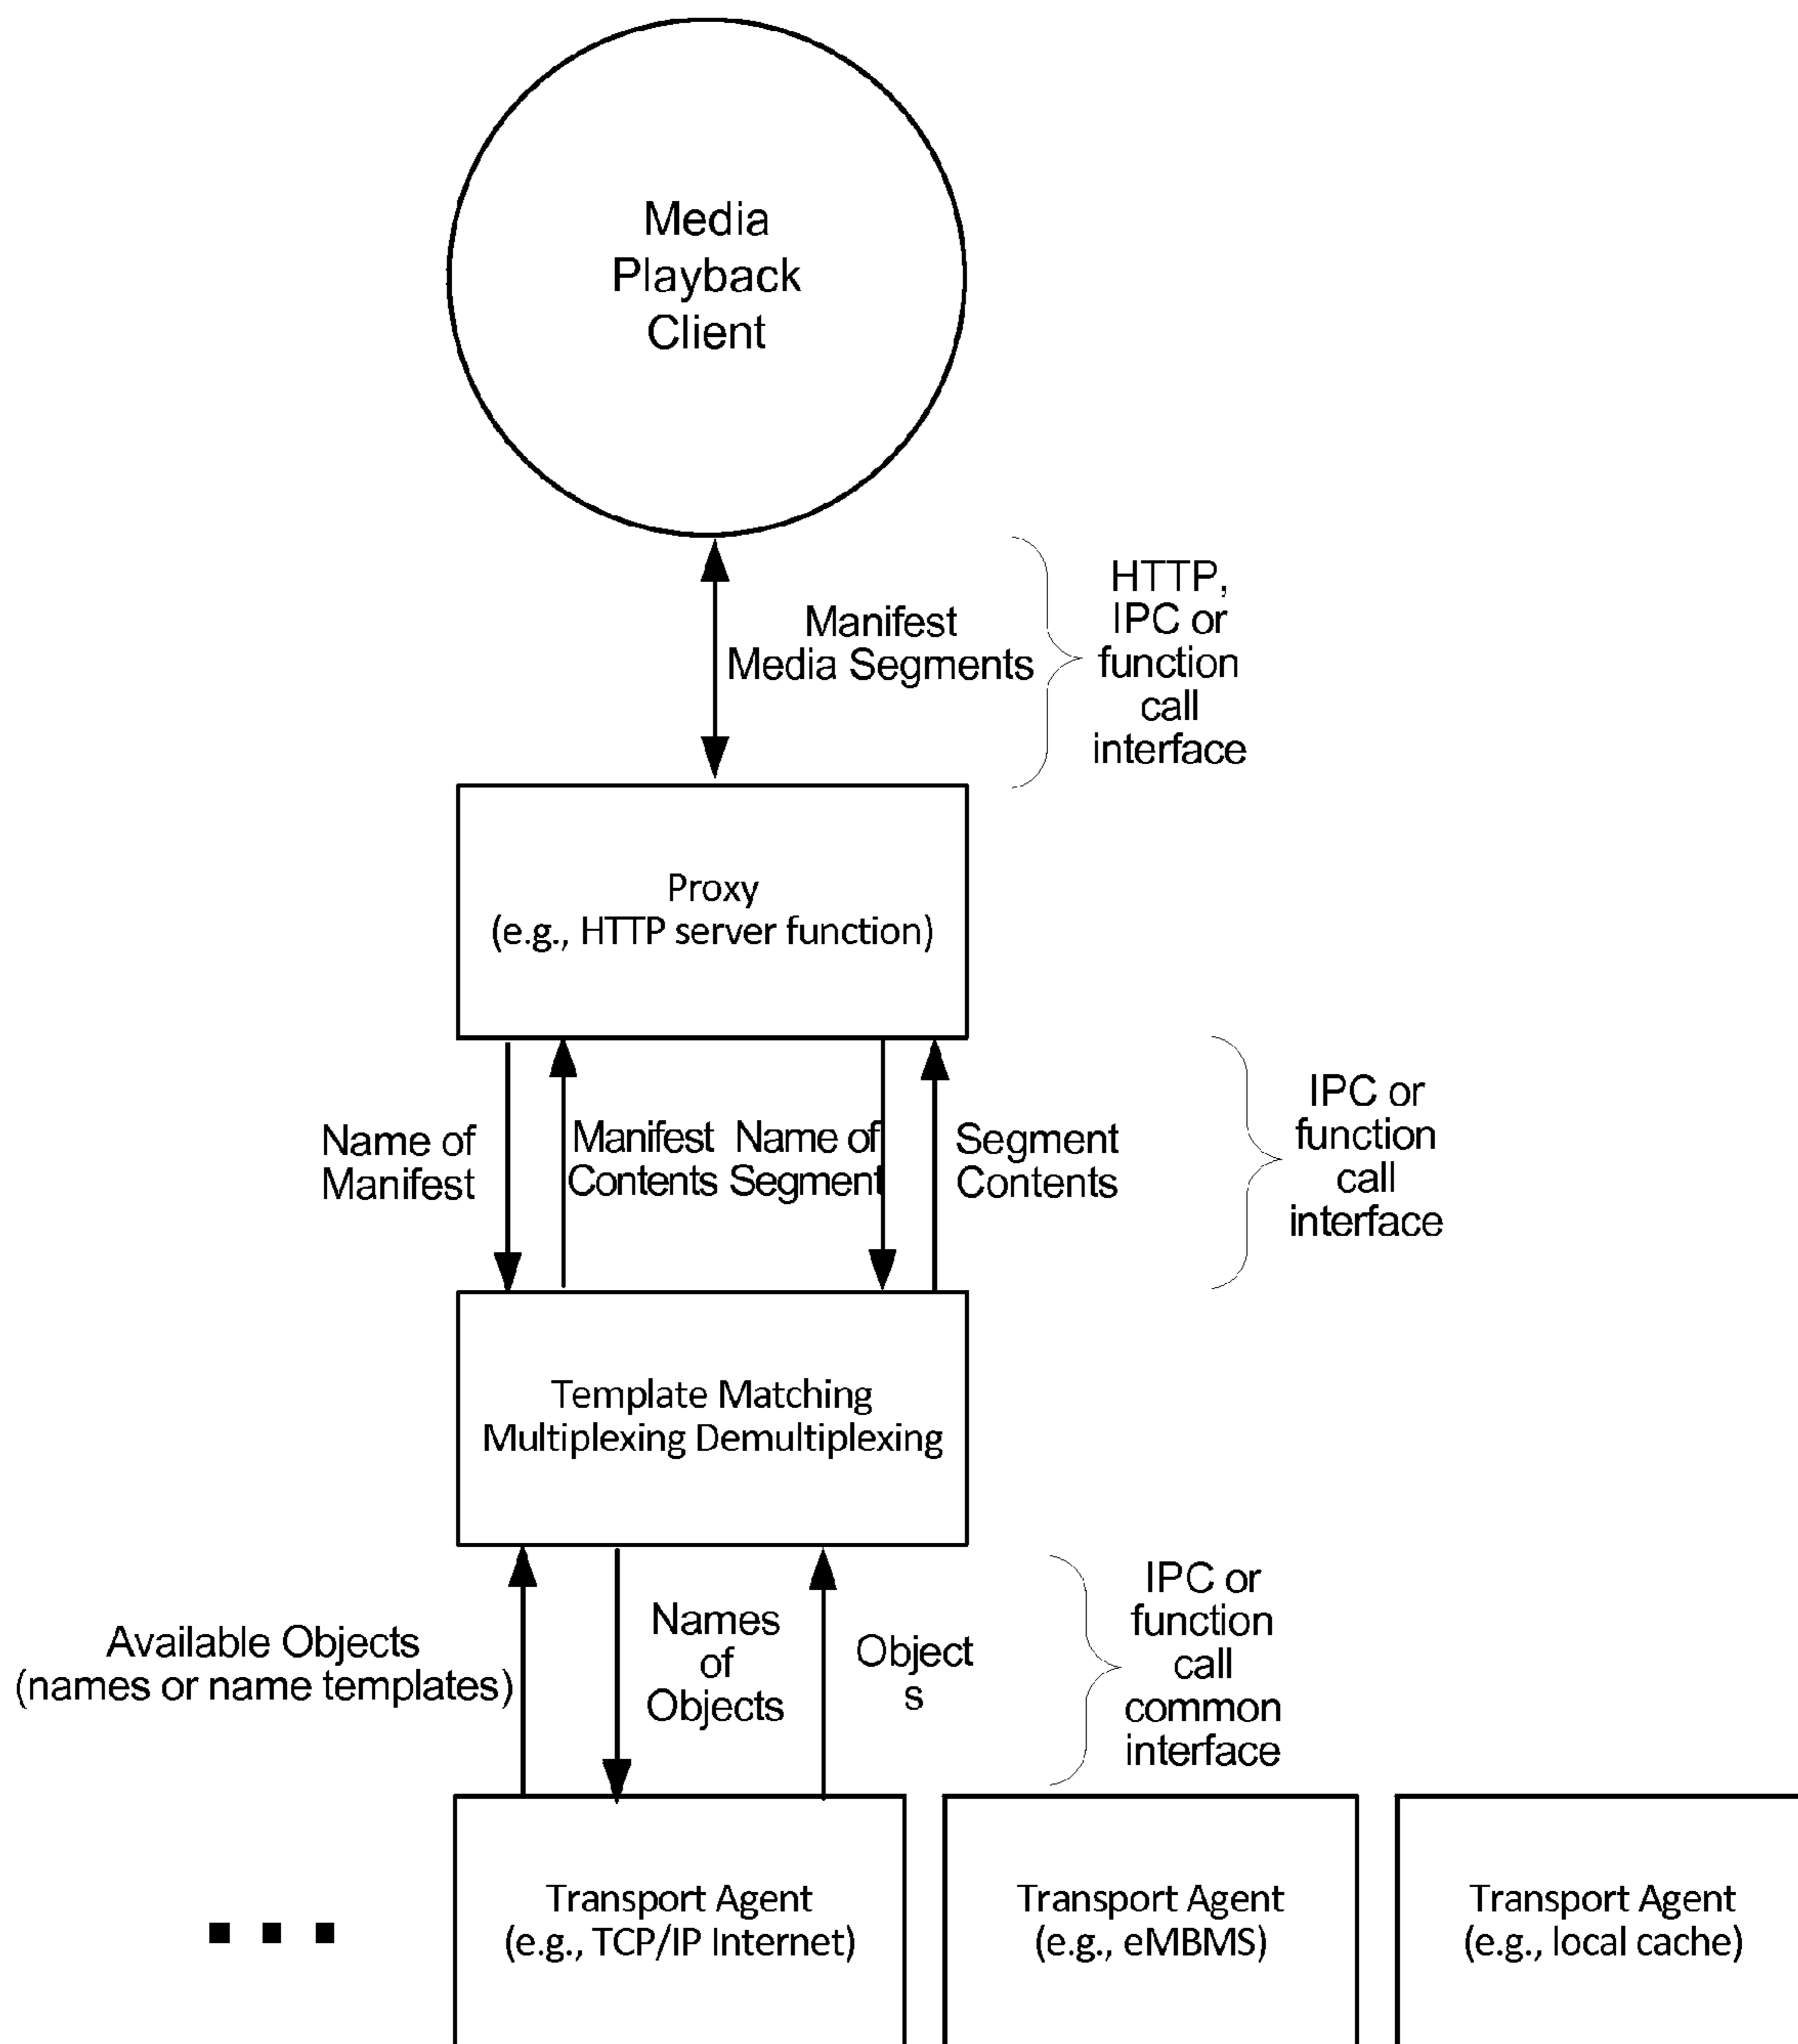 Media
Playback
Client
Manifest
Media Segments
HTTP,
IPC or
function
call
interface
Proxy
(e.g., HTTP server function)
Name of
Manifest
Manifest
Contents
Name of
Segment
Segment
Contents
IPC or
function
call
interface
Template Matching
Multiplexing Demultiplexing
Available Objects
(names or name templates)
Names
of
Objects
Object
s
IPC or
function
call
common
interface
Transport Agent
(e.g., TCP/IP Internet)
Transport Agent
(e.g., eMBMS)
Transport Agent
(e.g., local cache)